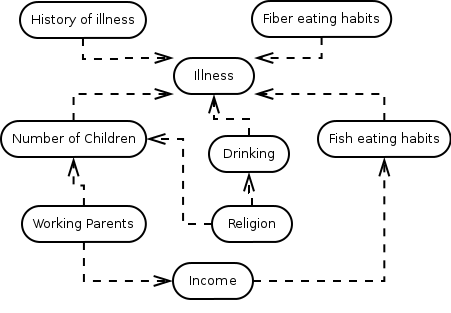 History of illness
Fiber eating habits
Illness
Number of Children
Drinking
Fish eating habits
Working Parents
Religion
Income